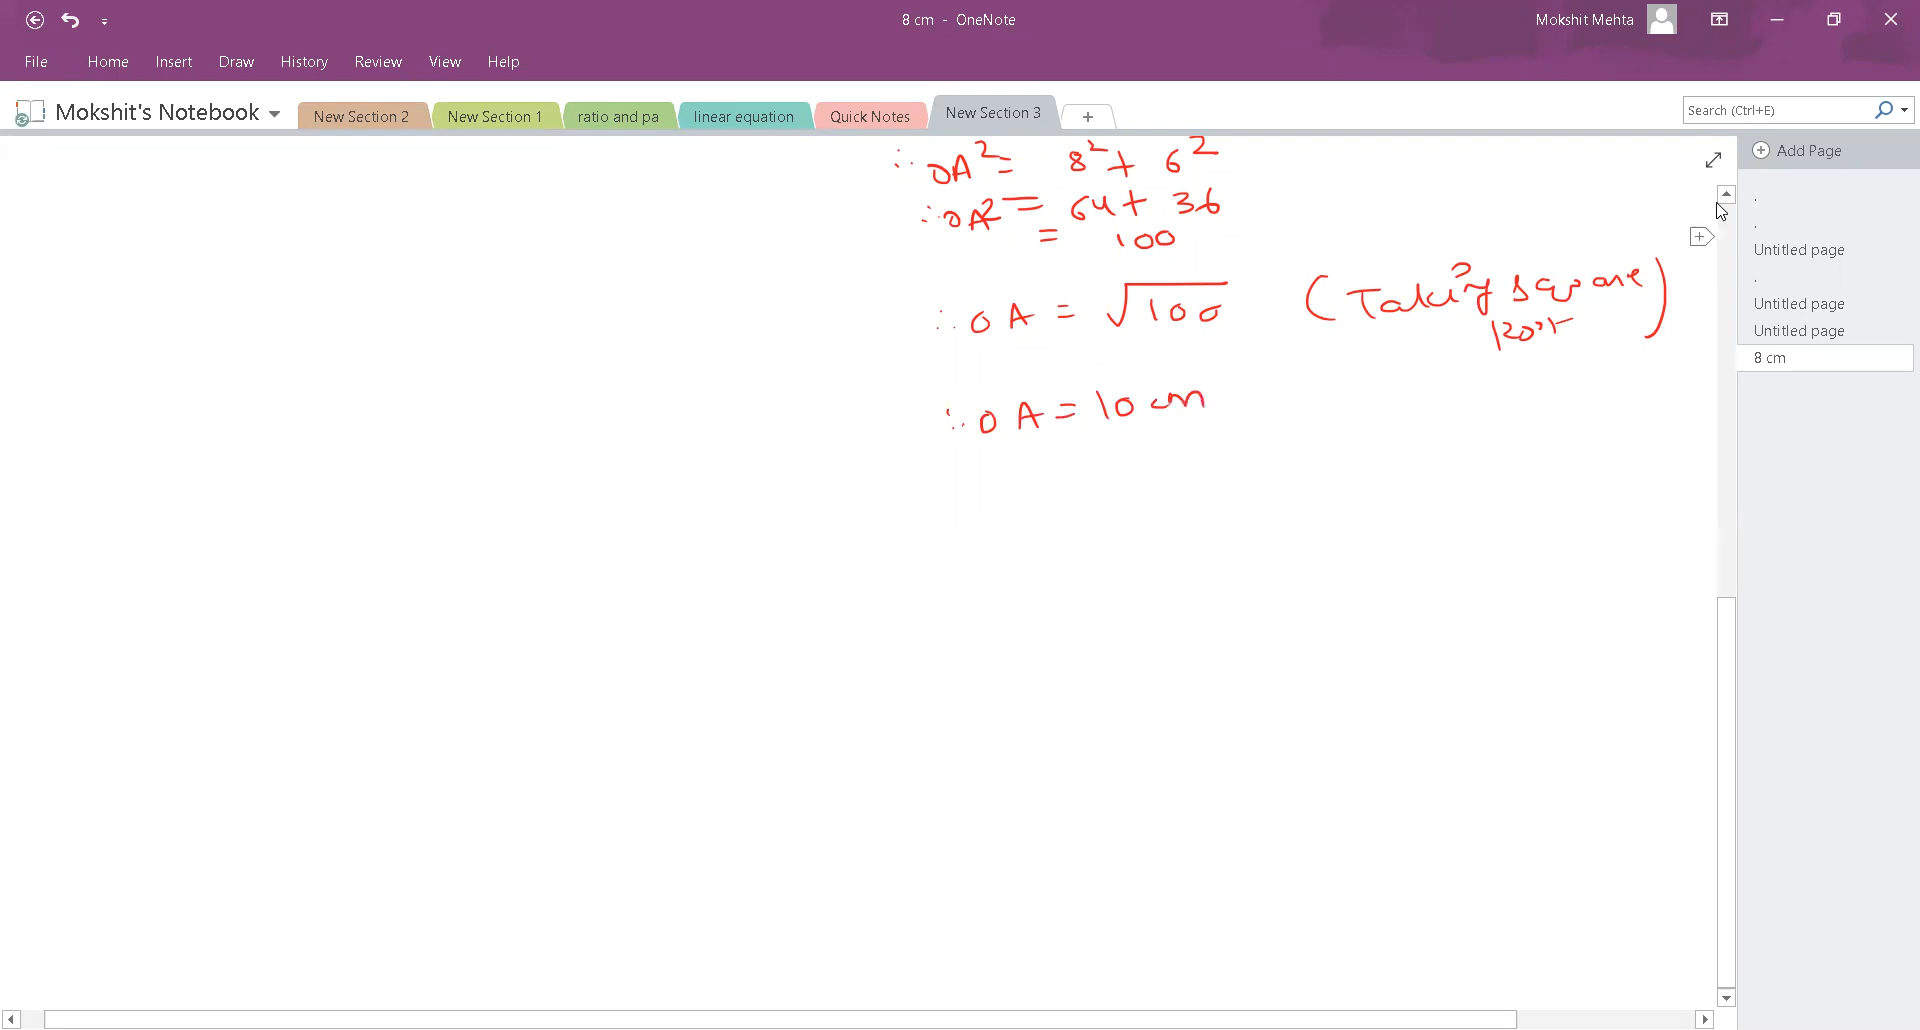 8 cm - OneNote
Mokshit Mehta
File Home Insert Draw History Review View Help
Mokshit's Notebook
New Section 2
New Section 1
ratio and pa
linear equation
Quick Notes
New Section 3
+
Search (Ctrl+E)
Add Page
.
.
Untitled page
.
Untitled page
Untitled page
8 cm
∴ OA² = 8² + 6²
∴ OA² = 64 + 36
= 100
∴ OA = √100 (Taking square
root)
∴ OA = 10 cm